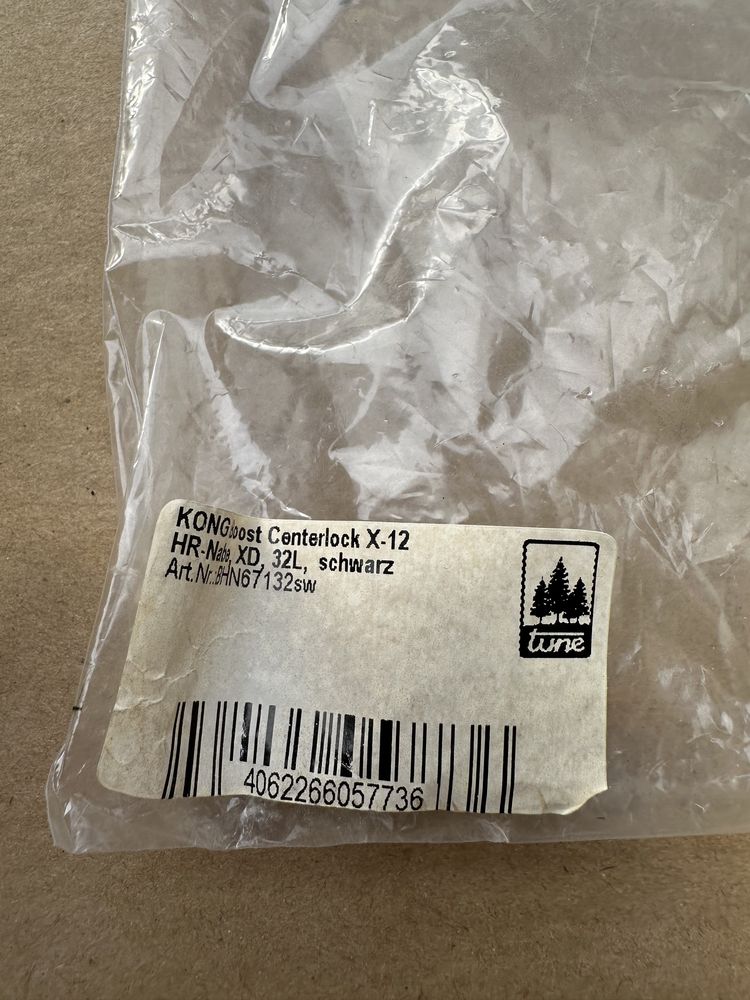 KONGboost Centerlock X-12
HR-Nabe, XD, 32L, schwarz
Art.Nr.:BHN67132sw
tune
4062266057736